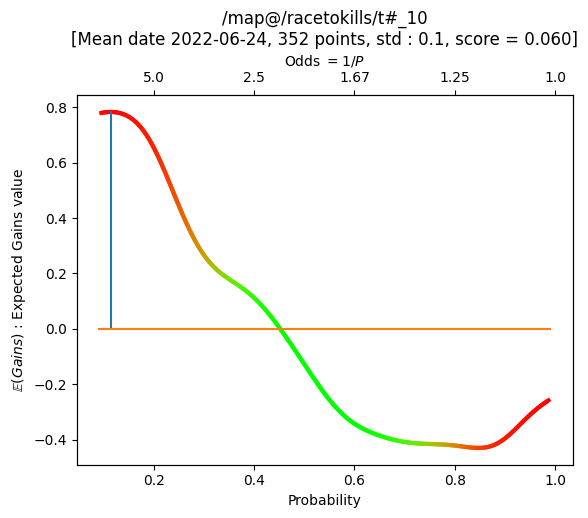 /map@/racetokills/t#_10
[Mean date 2022-06-24, 352 points, std : 0.1, score = 0.060]
Odds = 1/P
5.0 2.5 1.67 1.25 1.0
0.8
0.6
0.4
0.2
0.0
−0.2
−0.4
𝔼(Gains) : Expected Gains value
0.2 0.4 0.6 0.8 1.0
Probability